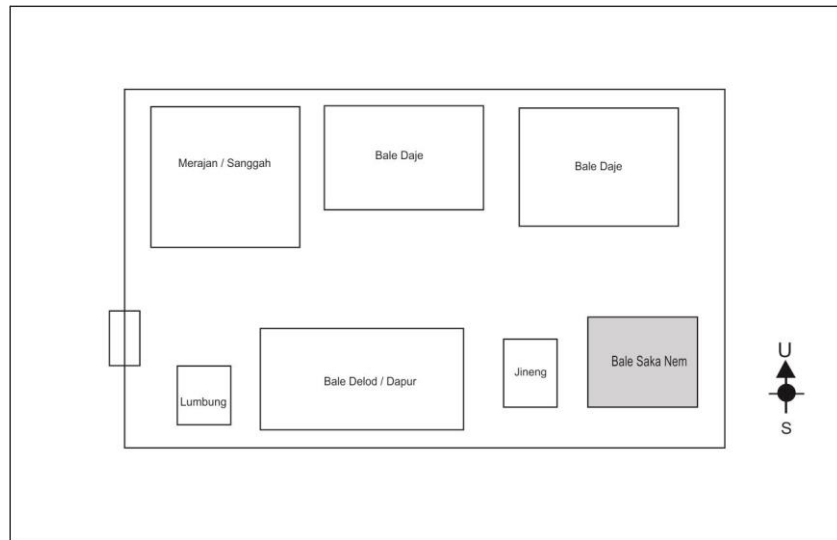 Merajan / Sanggah
Bale Daje
Bale Daje
Lumbung
Bale Delod / Dapur
Jineng
Bale Saka Nem
U
S